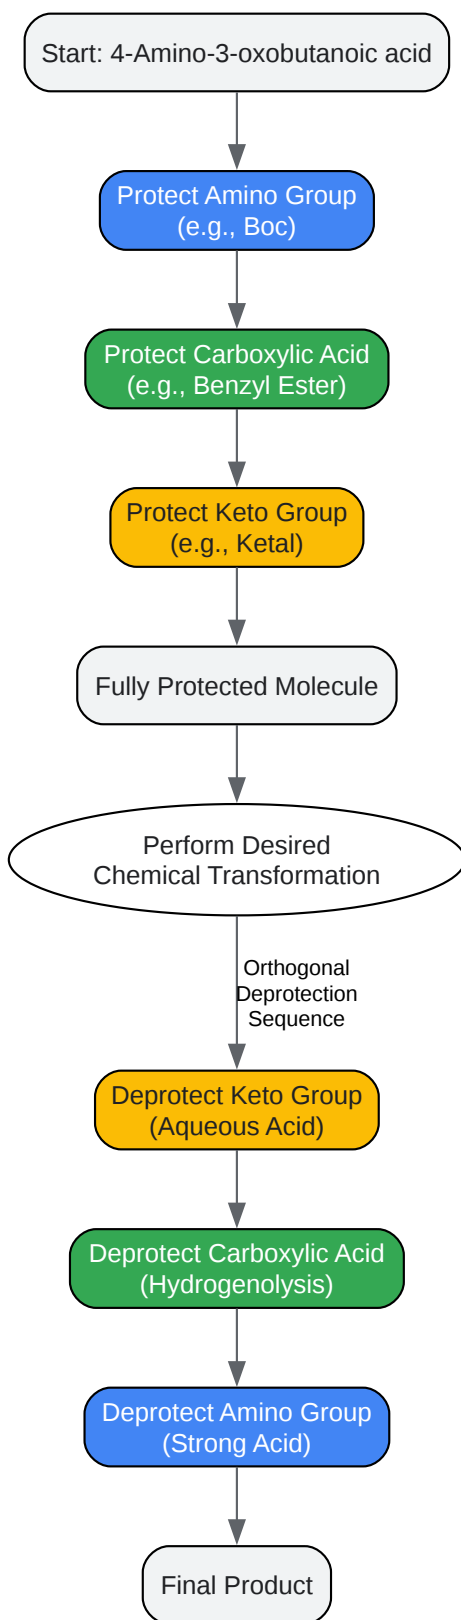 Start: 4-Amino-3-oxobutanoic acid
Protect Amino Group
(e.g., Boc)
Protect Carboxylic Acid
(e.g., Benzyl Ester)
Protect Keto Group
(e.g., Ketal)
Fully Protected Molecule
Perform Desired
Chemical Transformation
Orthogonal
Deprotection
Sequence
Deprotect Keto Group
(Aqueous Acid)
Deprotect Carboxylic Acid
(Hydrogenolysis)
Deprotect Amino Group
(Strong Acid)
Final Product